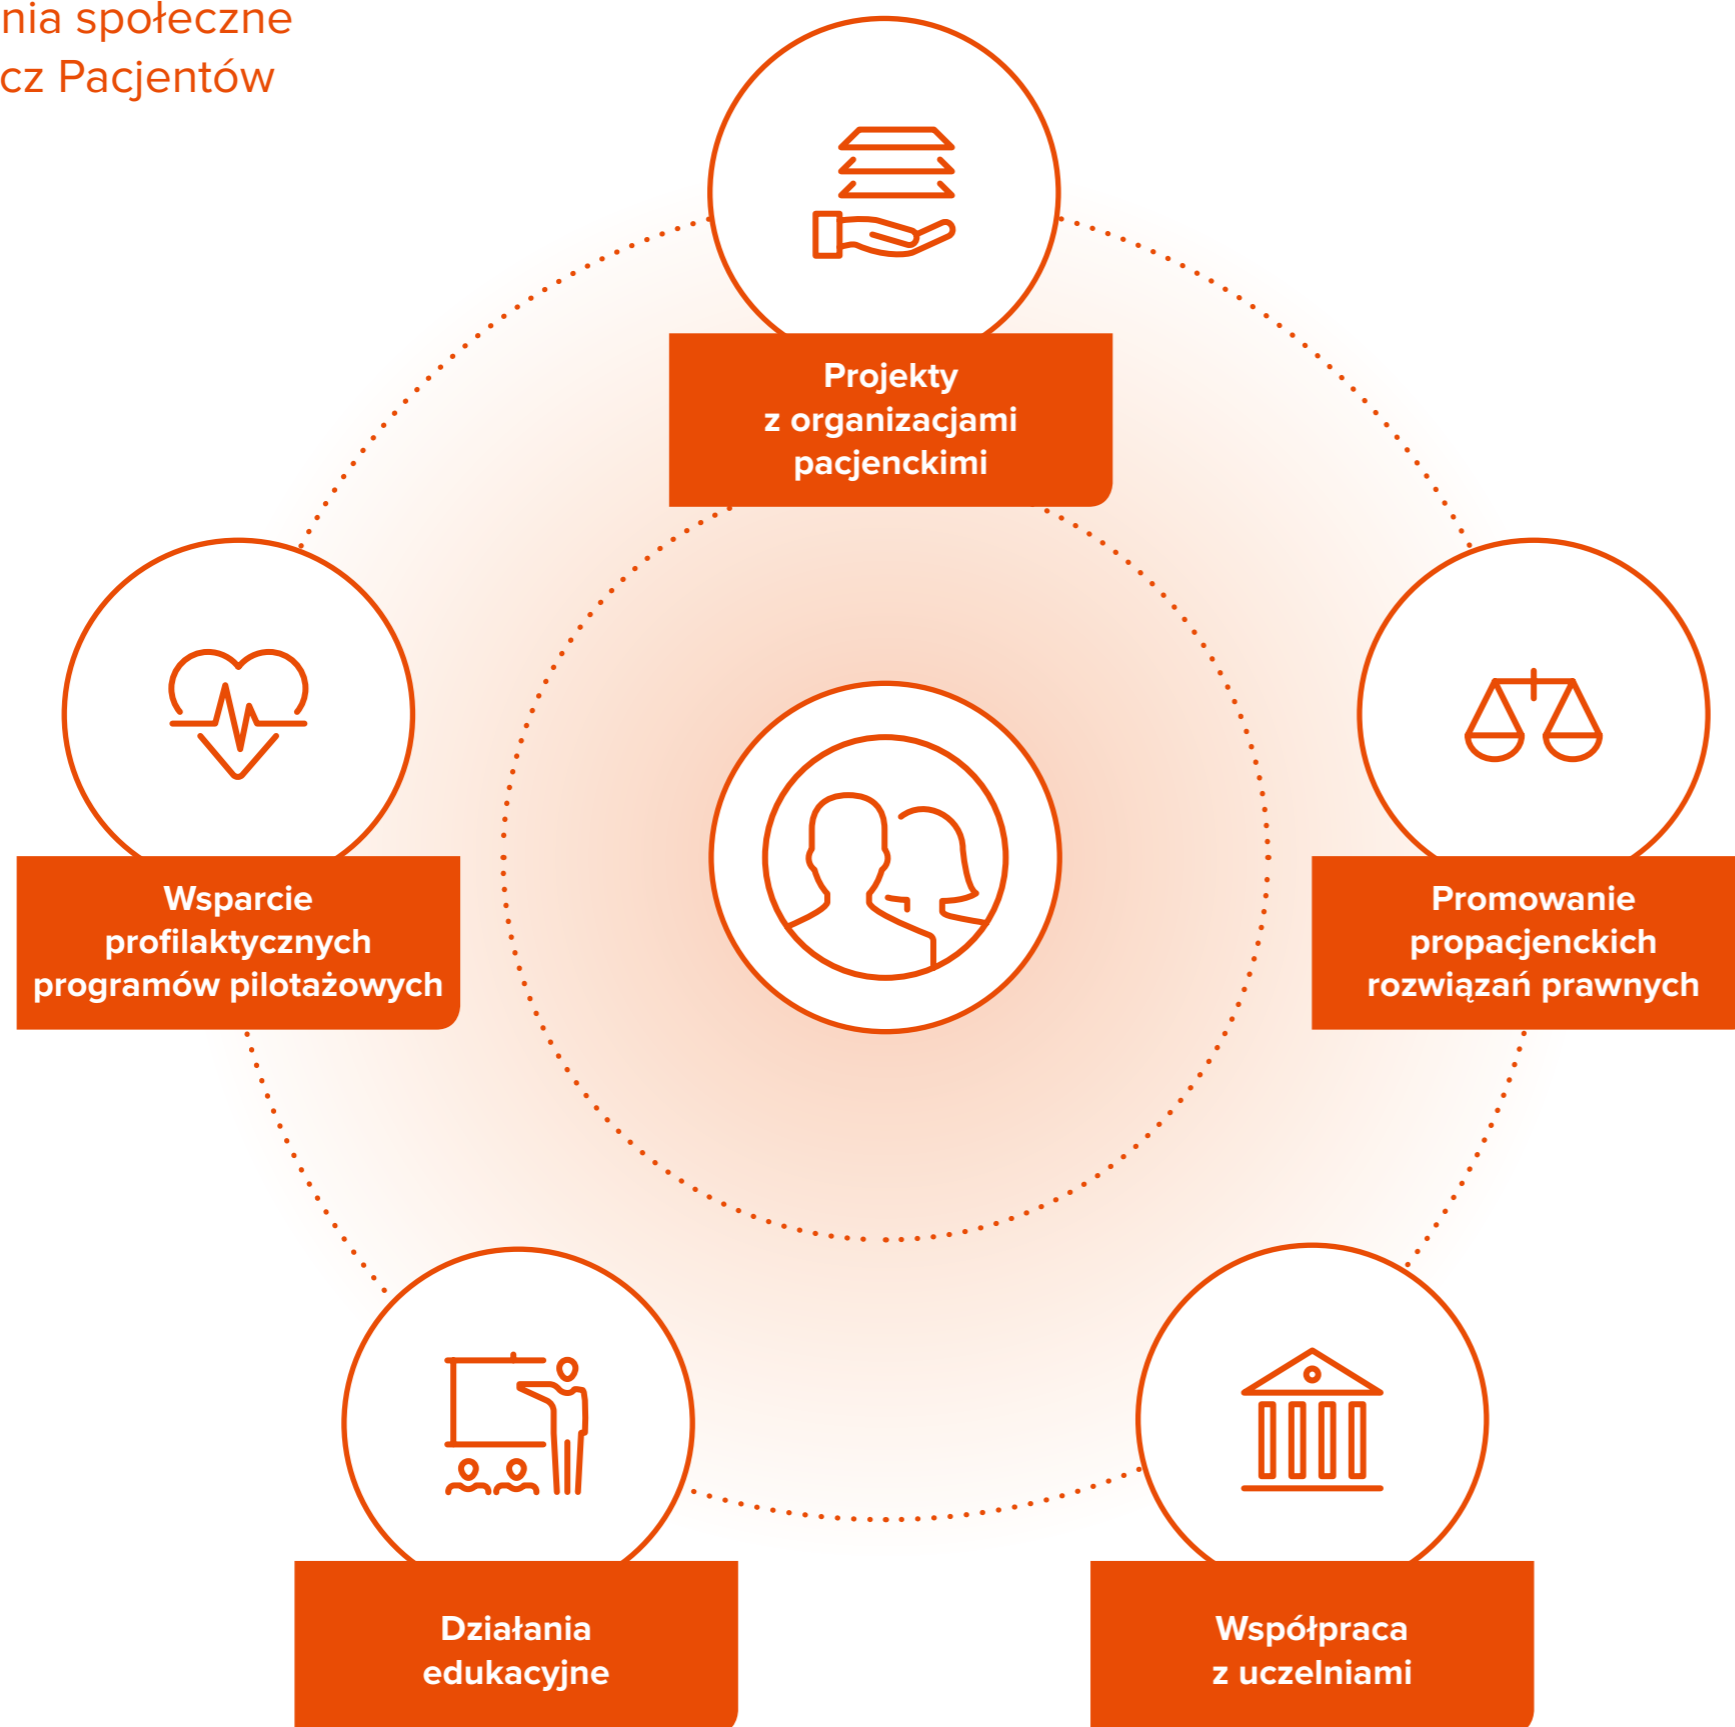 nia społeczne
cz Pacjentów
Projekty
z organizacjami
pacjenckimi
Wsparcie
profilaktycznych
programów pilotażowych
Promowanie
propacjenckich
rozwiązań prawnych
Działania
edukacyjne
Współpraca
z uczelniami